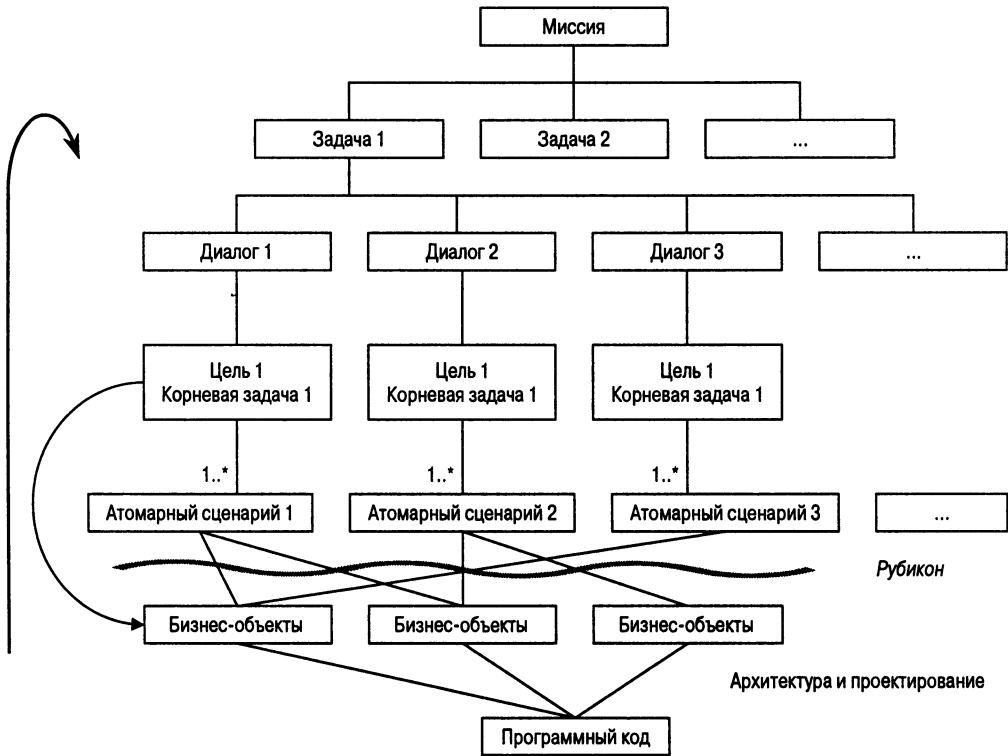 Миссия
Задача 1
Задача 2
...
Диалог 1
Диалог 2
Диалог 3
...
Цель 1
Корневая задача 1
Цель 1
Корневая задача 1
Цель 1
Корневая задача 1
1..*
1..*
1..*
Атомарный сценарий 1
Атомарный сценарий 2
Атомарный сценарий 3
...
Рубикон
Бизнес-объекты
Бизнес-объекты
Бизнес-объекты
Архитектура и проектирование
Программный код